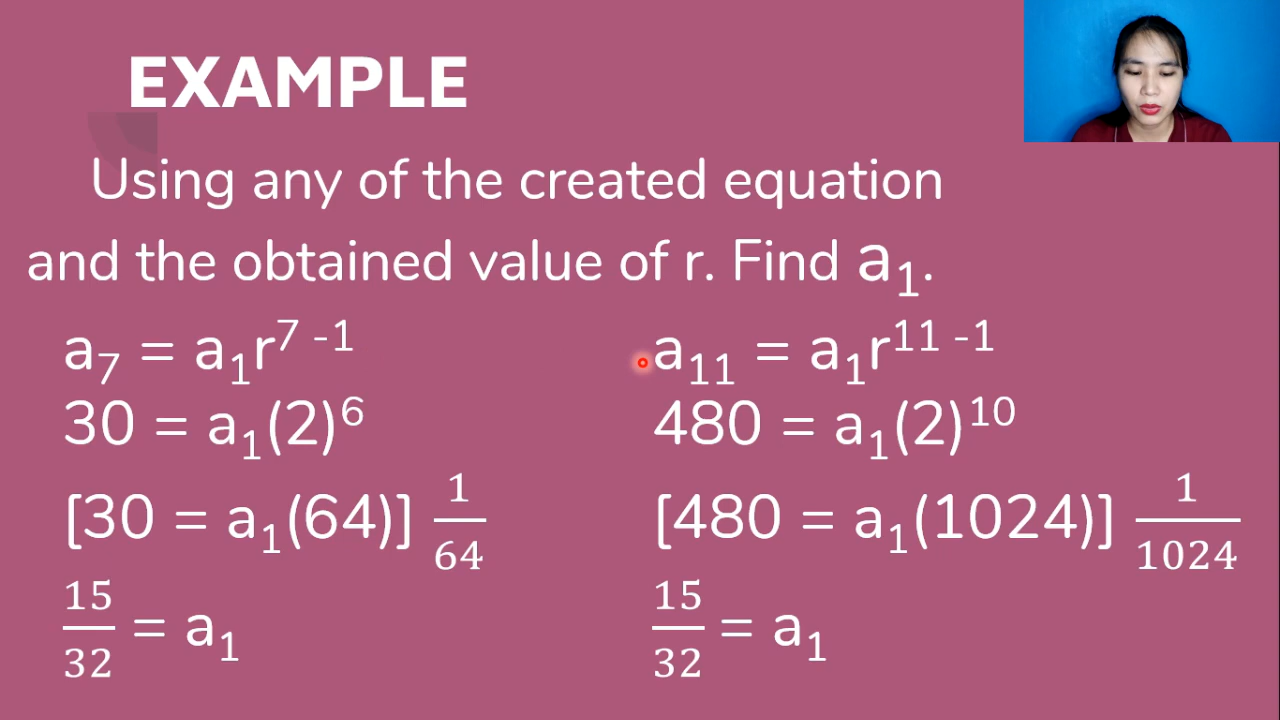 EXAMPLE
Using any of the created equation
and the obtained value of r. Find a₁.
a₇ = a₁r⁷ ⁻¹
30 = a₁(2)⁶
[30 = a₁(64)] 1/64
15/32 = a₁
a₁₁ = a₁r¹¹ ⁻¹
480 = a₁(2)¹⁰
[480 = a₁(1024)] 1/1024
15/32 = a₁